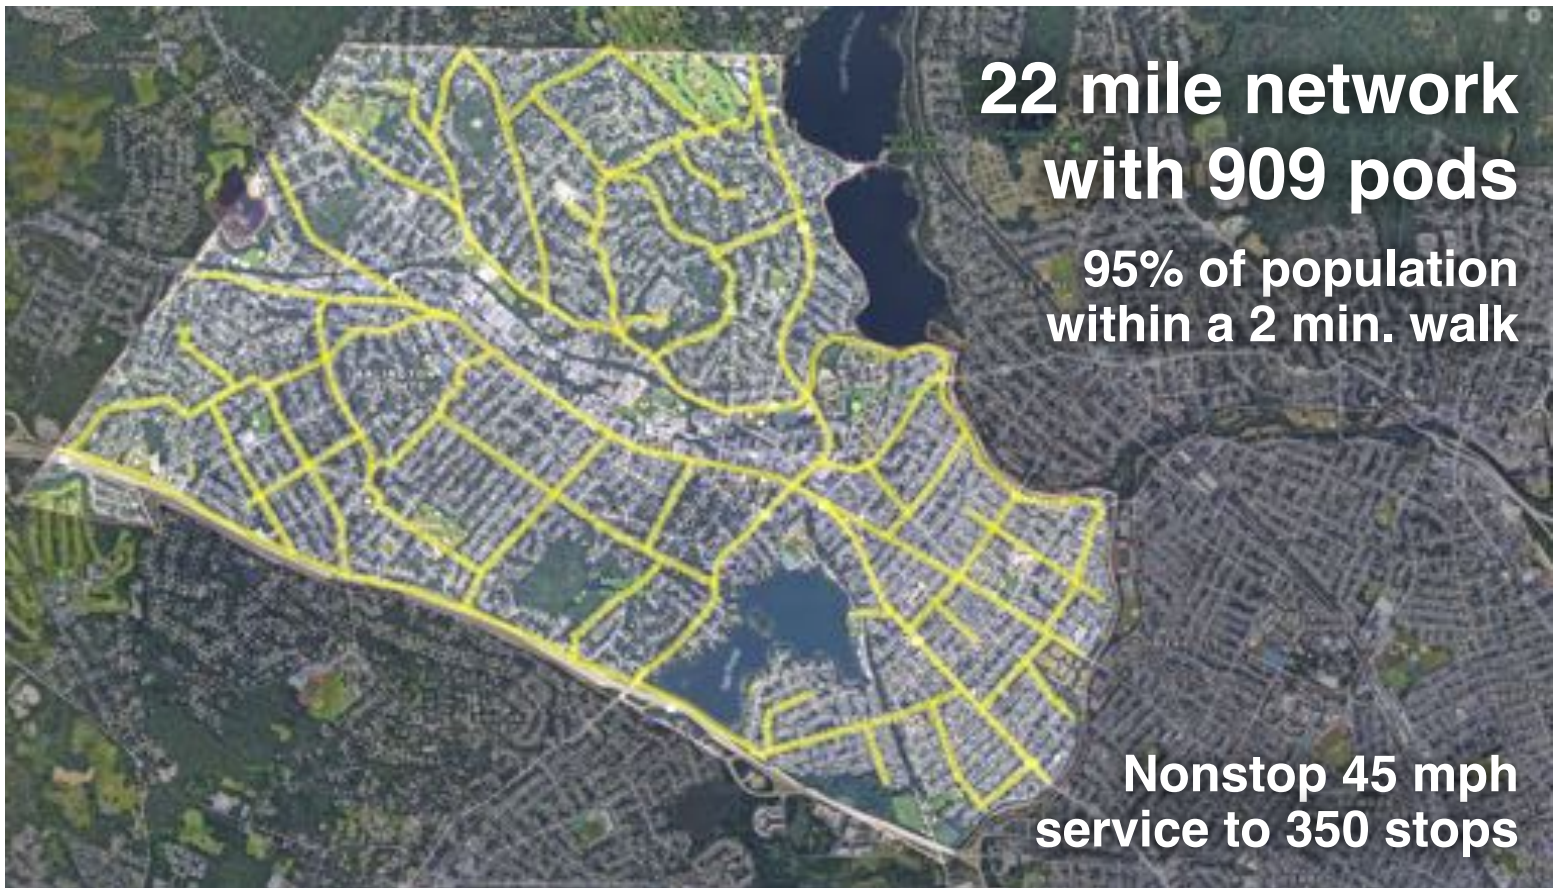 22 mile network
with 909 pods
95% of population
within a 2 min. walk
Nonstop 45 mph
service to 350 stops